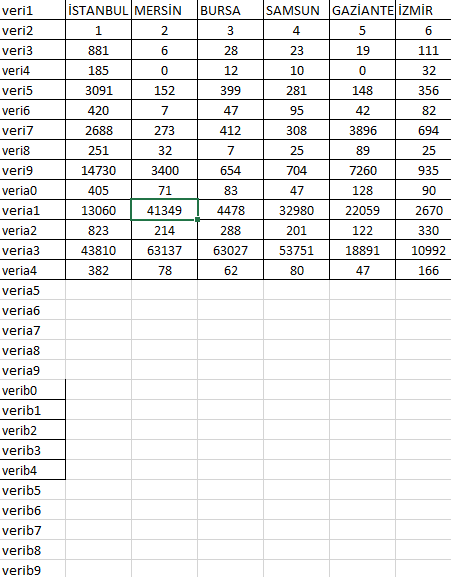 veri1 İSTANBUL MERSİN BURSA SAMSUN GAZİANTE İZMİR
veri2 1 2 3 4 5 6
veri3 881 6 28 23 19 111
veri4 185 0 12 10 0 32
veri5 3091 152 399 281 148 356
veri6 420 7 47 95 42 82
veri7 2688 273 412 308 3896 694
veri8 251 32 7 25 89 25
veri9 14730 3400 654 704 7260 935
veria0 405 71 83 47 128 90
veria1 13060 41349 4478 32980 22059 2670
veria2 823 214 288 201 122 330
veria3 43810 63137 63027 53751 18891 10992
veria4 382 78 62 80 47 166
veria5
veria6
veria7
veria8
veria9
verib0
verib1
verib2
verib3
verib4
verib5
verib6
verib7
verib8
verib9